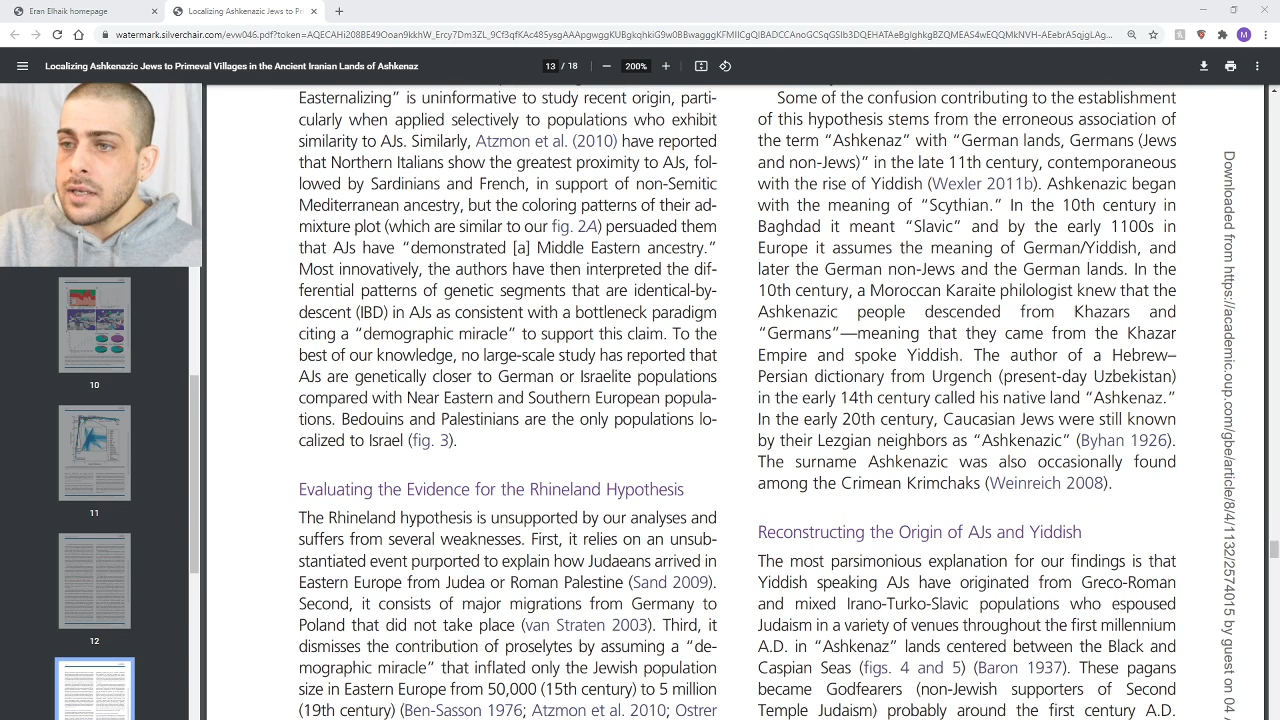 Eran Elhaik homepage
Localizing Ashkenazic Jews to Pri
watermark.silverchair.com/evw046.pdf?token=
Localizing Ashkenazic Jews to Primeval Villages in the Ancient Iranian Lands of Ashkenaz
13 / 18
200%
M
10
11
12
Easternalizing” is uninformative to study recent origin, parti-
cularly when applied selectively to populations who exhibit
similarity to AJs. Similarly, Atzmon et al. (2010) have reported
that Northern Italians show the greatest proximity to AJs, fol-
lowed by Sardinians and French in support of non-Semitic
Mediterranean ancestry, but the coloring patterns of their ad-
mixture plot (which are similar to our fig. 2A) persuaded them
that AJs have “demonstrated [a] Middle Eastern ancestry.”
Most innovatively, the authors have then interpreted the dif-
ferential patterns of genetic segments that are identical-by-
descent (IBD) in AJs as consistent with a bottleneck paradigm
citing a “demographic miracle” to support this claim. To the
best of our knowledge, no large-scale study has reported that
AJs are genetically closer to German or Israelite populations
compared with Near Eastern and Southern European popula-
tions. Bedouins and Palestinians are the only populations lo-
calized to Israel (fig. 3).
Evaluating the Evidence for the Rhineland Hypothesis
The Rhineland hypothesis is unsupported by our analyses and
suffers from several weaknesses. First, it relies on an unsub-
stantiated event purporting how Judaeans arrived in
Eastern Europe from Judea or Roman Palestine (Sand 2009).
Second, it consists of major migrations from Germany to
Poland that did not take place (van Straten 2003). Third, it
dismisses the contribution of proselytes by availing a “de-
mographic miracle” that inflated only the Jewish population
size in Eastern Europe from (15th century) to 5 million
Some of the confusion contributing to the establishment
of this hypothesis stems from the erroneous association of
the term “Ashkenaz” with “German lands, Germans (Jews
and non-Jews)” in the late 11th century, contemporaneous
with the rise of Yiddish (Wexler 2011b). Ashkenazic began
with the meaning of “Scythian.” In the 10th century in
Baghdad it meant “Slavic” and by the early 1100s in
Europe it assumes the meaning of German/Yiddish, and
later the German non-Jews and the German lands. In the
10th century, a Moroccan Karaite philologist knew that the
Ashkenazic people descended from Khazars and
“Germans”—meaning that they came from the Khazar
Empire and spoke Yiddish. The author of a Hebrew–
Persian dictionary from Urgench (present-day Uzbekistan)
in the early 14th century called his native land “Ashkenaz.”
In the early 20th century, Caucasian Jews were still known
by their Lezgian neighbors as “Ashkenazic” (Byhan 1926).
The surname Ashkenazi was also occasionally found
among the Crimean Krimchaks (Weinreich 2008).
Reconstructing the Origin of AJs and Yiddish
The most parsimonious explanation for our findings is that
Yiddish speaking AJs have originated from Greco-Roman
and mixed Irano-Turko-Slavic populations who espoused
Judaism in a variety of venues throughout the first millennium
A.D. in “Ashkenaz” lands centered between the Black and
Caspian Seas (figs. 4 and 5; Baron 1937). These pagans
were Godfearers (non-Jewish supporters of Second
Temple Judaism) probably around the first century A.D.
Downloaded from https://academic.oup.com/gbe/article/8/4/1132/2574015 by guest on 04